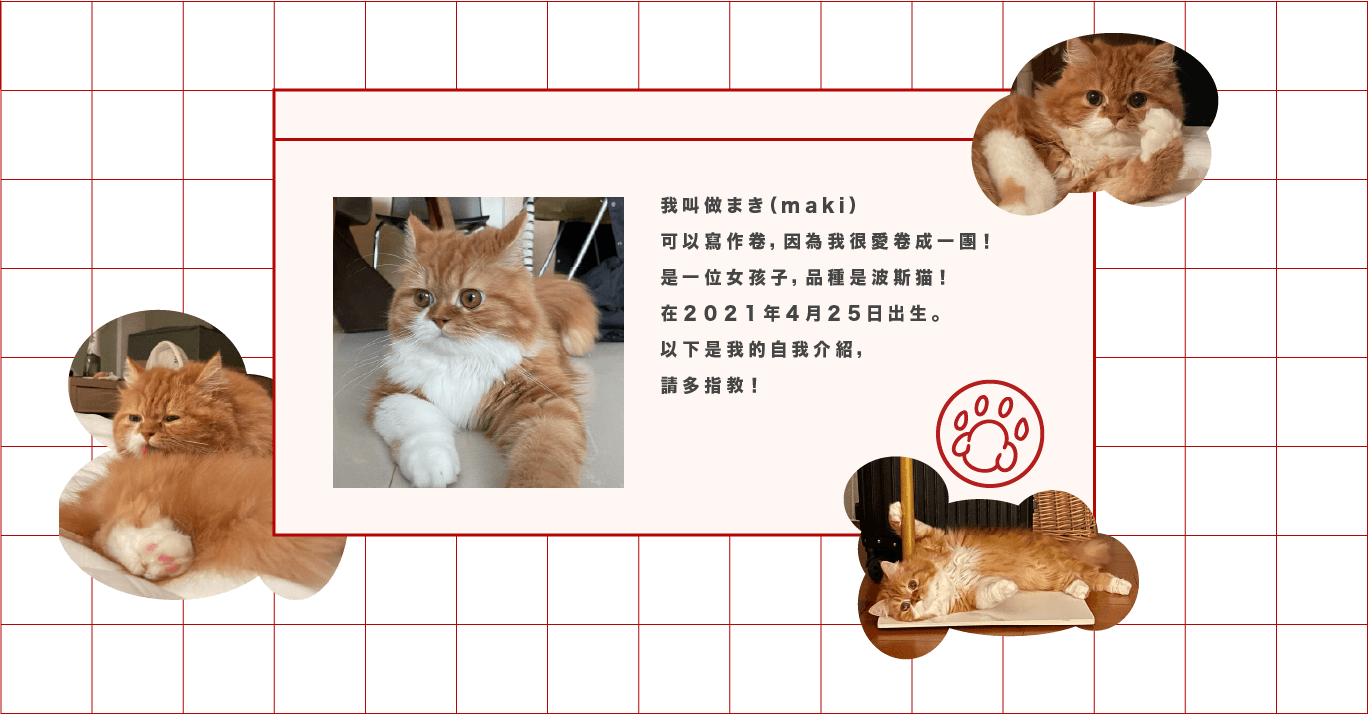 我叫做まき(maki)
可以寫作卷,因為我很愛卷成一團!
是一位女孩子,品種是波斯猫!
在2021年4月25日出生。
以下是我的自我介紹,
請多指教!